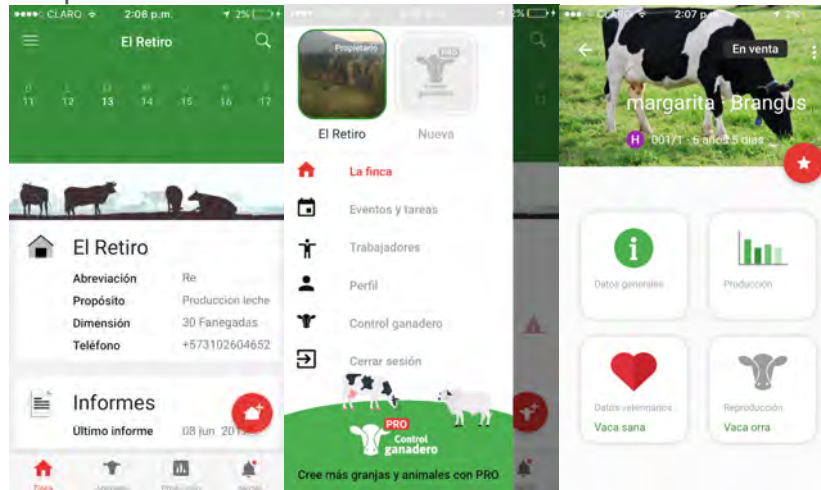 CLARO 2:06 p.m. 2%
El Retiro
11 12 13 14 15 16 17
El Retiro
Abreviación Re
Propósito Produccion leche
Dimensión 30 Fanegadas
Teléfono +573102604652
Informes
Último informe 08 jun
Finca
2%
Propietario
PRO
El Retiro Nueva
La finca
Eventos y tareas
Trabajadores
Perfil
Control ganadero
Cerrar sesión
PRO
Control
ganadero
Cree más granjas y animales con PRO
CLARO 2:07 p.m. 2%
En venta
margarita · Brangus
H 001/1 - 6 años 5 dias
Datos generales
Producción
Datos veterinarios
Vaca sana
Reproducción
Vaca orra